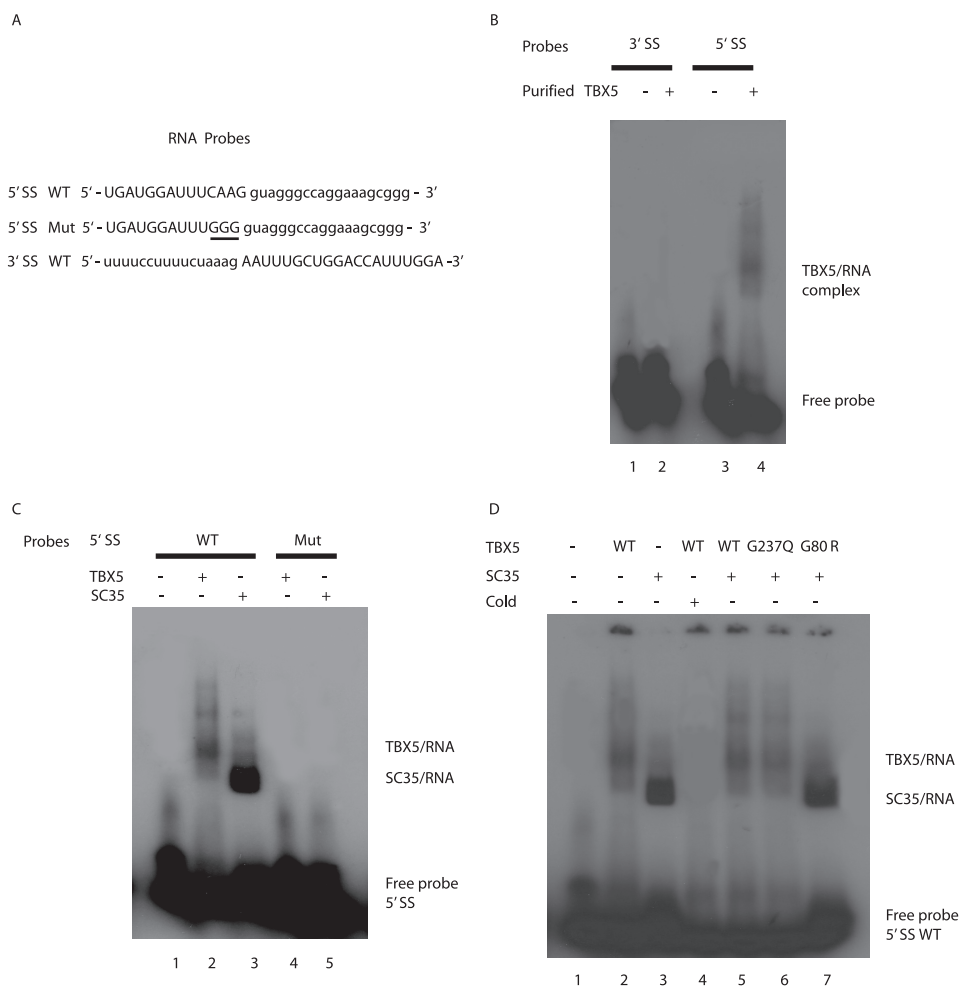 A
RNA Probes
5'SS WT 5'-UGAUGGAUUUCAAG guagggccaggaaagcggg - 3'
5'SS Mut 5'-UGAUGGAUUUGGG guagggccaggaaagcggg - 3'
3'SS WT 5'-uuuuccuuuucuaaag AAUUUGCUGGACCAUUUGGA -3'
B
Probes 3'SS 5'SS
Purified TBX5 - + - +
TBX5/RNA
complex
Free probe
1 2 3 4
C
Probes 5'SS WT Mut
TBX5 - + - + -
SC35 - - + - +
TBX5/RNA
SC35/RNA
Free probe
5'SS
1 2 3 4 5
D
TBX5 - WT - WT WT G237Q G80R
SC35 - - + - + + +
Cold - - - + - - -
TBX5/RNA
SC35/RNA
Free probe
5'SS WT
1 2 3 4 5 6 7